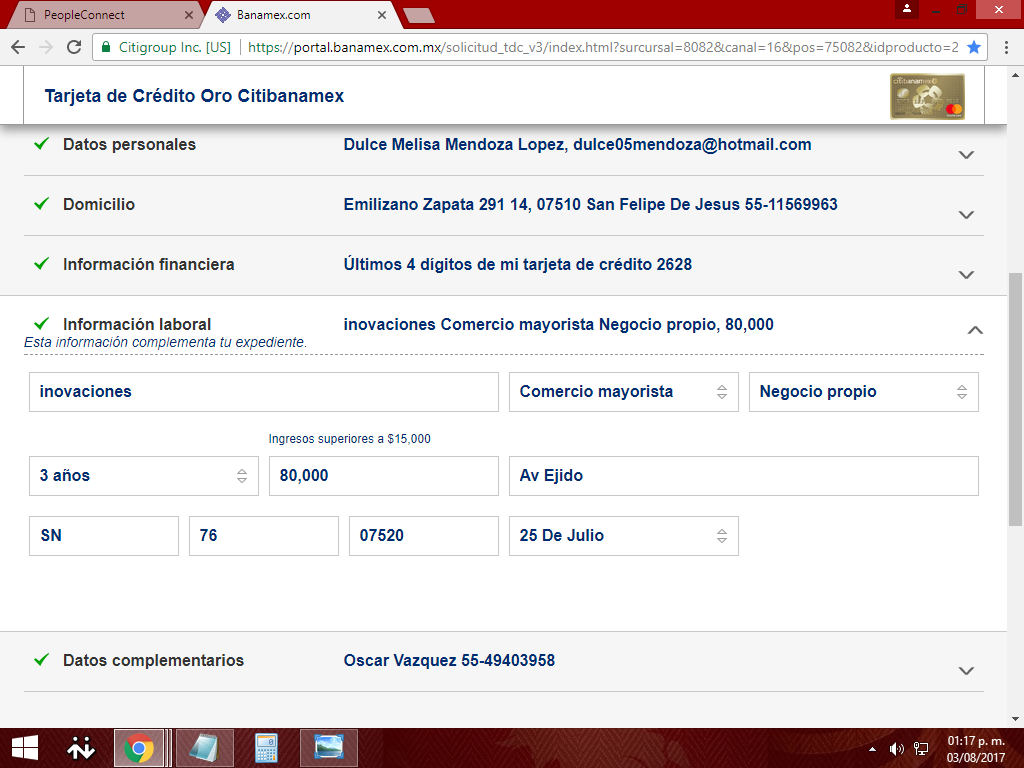 PeopleConnect
Banamex.com
Citigroup Inc. [US] https://portal.banamex.com.mx/solicitud_tdc_v3/index.html?surcursal=8082&canal=16&pos=75082&idproducto=2
Tarjeta de Crédito Oro Citibanamex
citibanamex
Datos personales Dulce Melisa Mendoza Lopez, dulce05mendoza@hotmail.com
Domicilio Emilizano Zapata 291 14, 07510 San Felipe De Jesus 55-11569963
Información financiera Últimos 4 dígitos de mi tarjeta de crédito 2628
Información laboral inovaciones Comercio mayorista Negocio propio, 80,000
Esta información complementa tu expediente.
inovaciones Comercio mayorista Negocio propio
Ingresos superiores a $15,000
3 años 80,000 Av Ejido
SN 76 07520 25 De Julio
Datos complementarios Oscar Vazquez 55-49403958
01:17 p. m.
03/08/2017